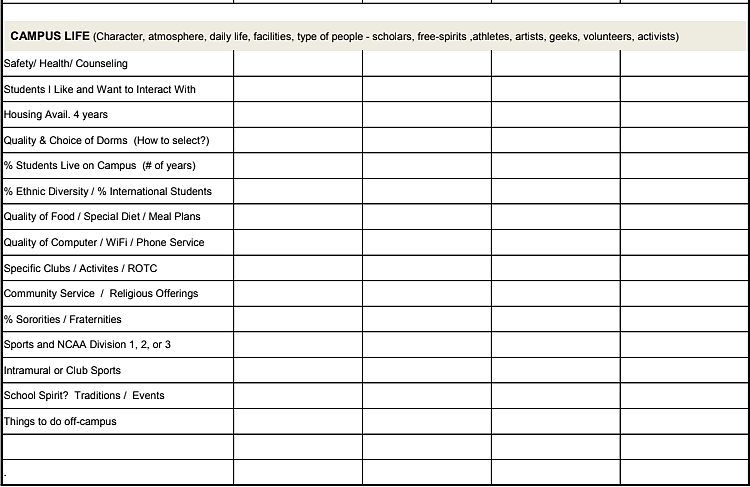 CAMPUS LIFE (Character, atmosphere, daily life, facilities, type of people - scholars, free-spirits ,athletes, artists, geeks, volunteers, activists)
Safety/ Health/ Counseling
Students I Like and Want to Interact With
Housing Avail. 4 years
Quality & Choice of Dorms (How to select?)
% Students Live on Campus (# of years)
% Ethnic Diversity / % International Students
Quality of Food / Special Diet / Meal Plans
Quality of Computer / WiFi / Phone Service
Specific Clubs / Activites / ROTC
Community Service / Religious Offerings
% Sororities / Fraternities
Sports and NCAA Division 1, 2, or 3
Intramural or Club Sports
School Spirit? Traditions / Events
Things to do off-campus
.